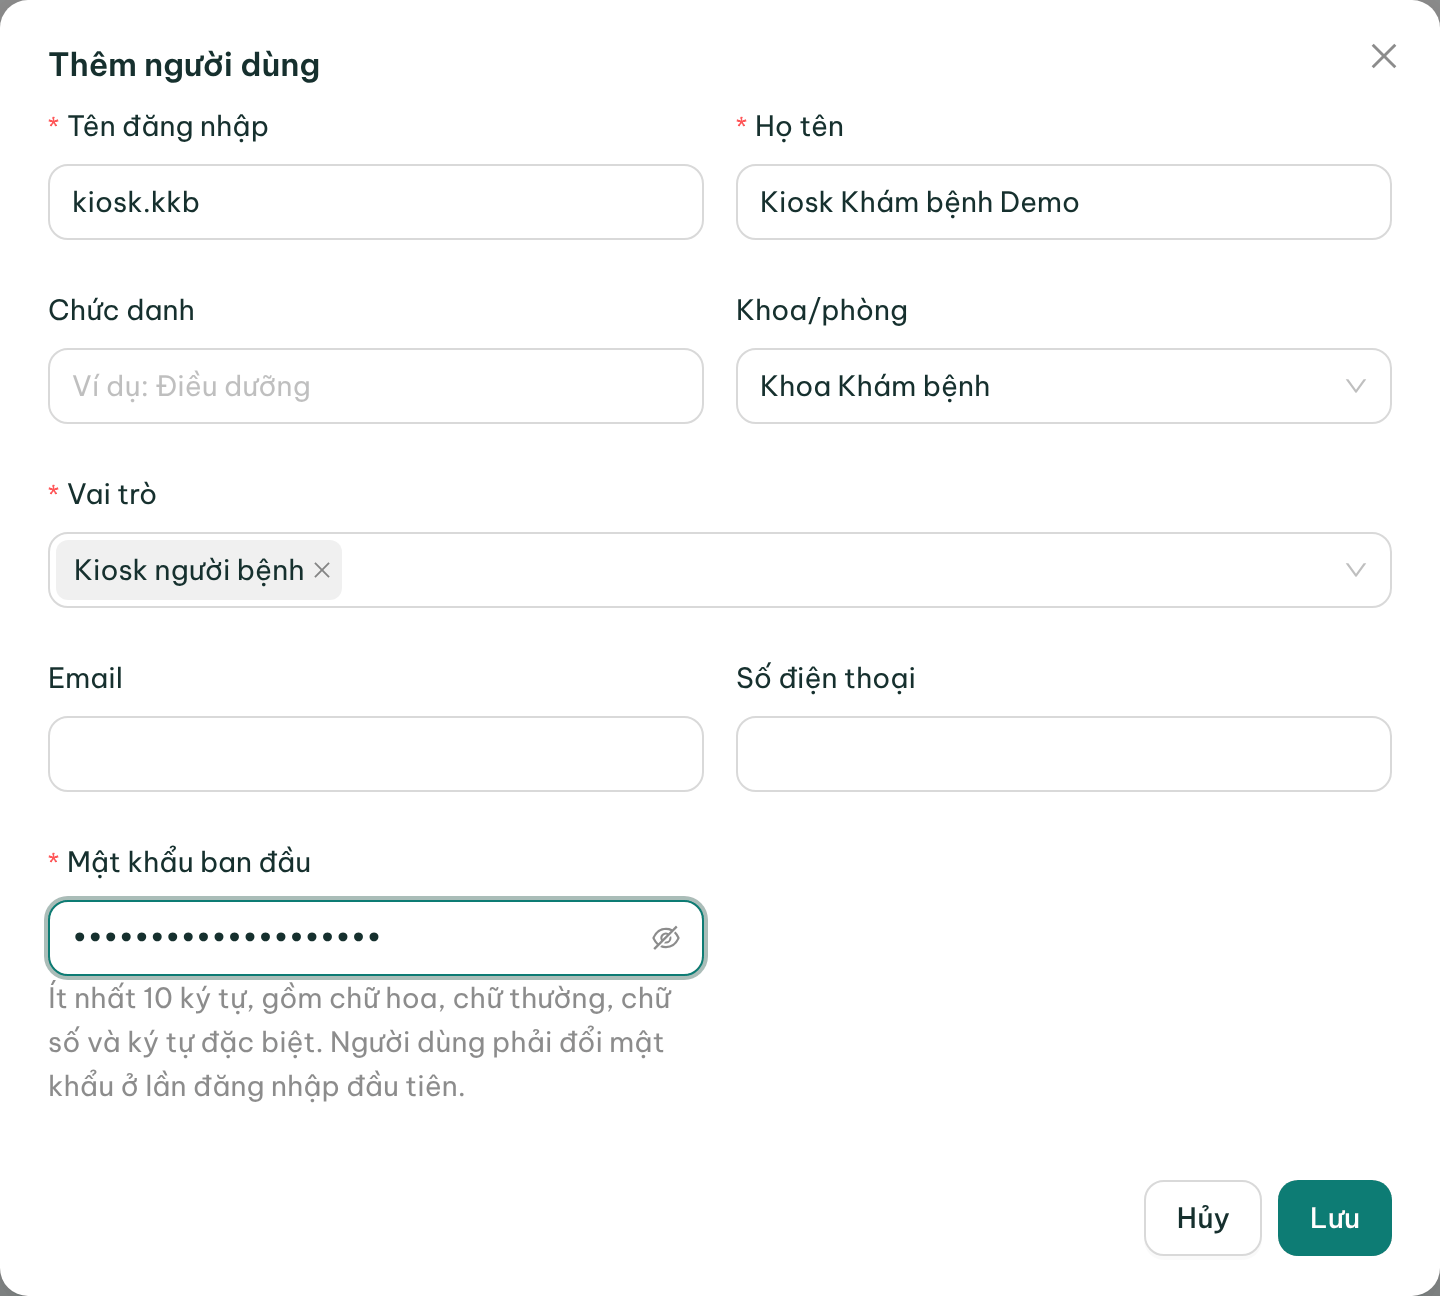 Thêm người dùng
* Tên đăng nhập
* Họ tên
kiosk.kkb
Kiosk Khám bệnh Demo
Chức danh
Khoa/phòng
Ví dụ: Điều dưỡng
Khoa Khám bệnh
* Vai trò
Kiosk người bệnh
Email
Số điện thoại
* Mật khẩu ban đầu
••••••••••••••••••••
Ít nhất 10 ký tự, gồm chữ hoa, chữ thường, chữ
số và ký tự đặc biệt. Người dùng phải đổi mật
khẩu ở lần đăng nhập đầu tiên.
Hủy
Lưu